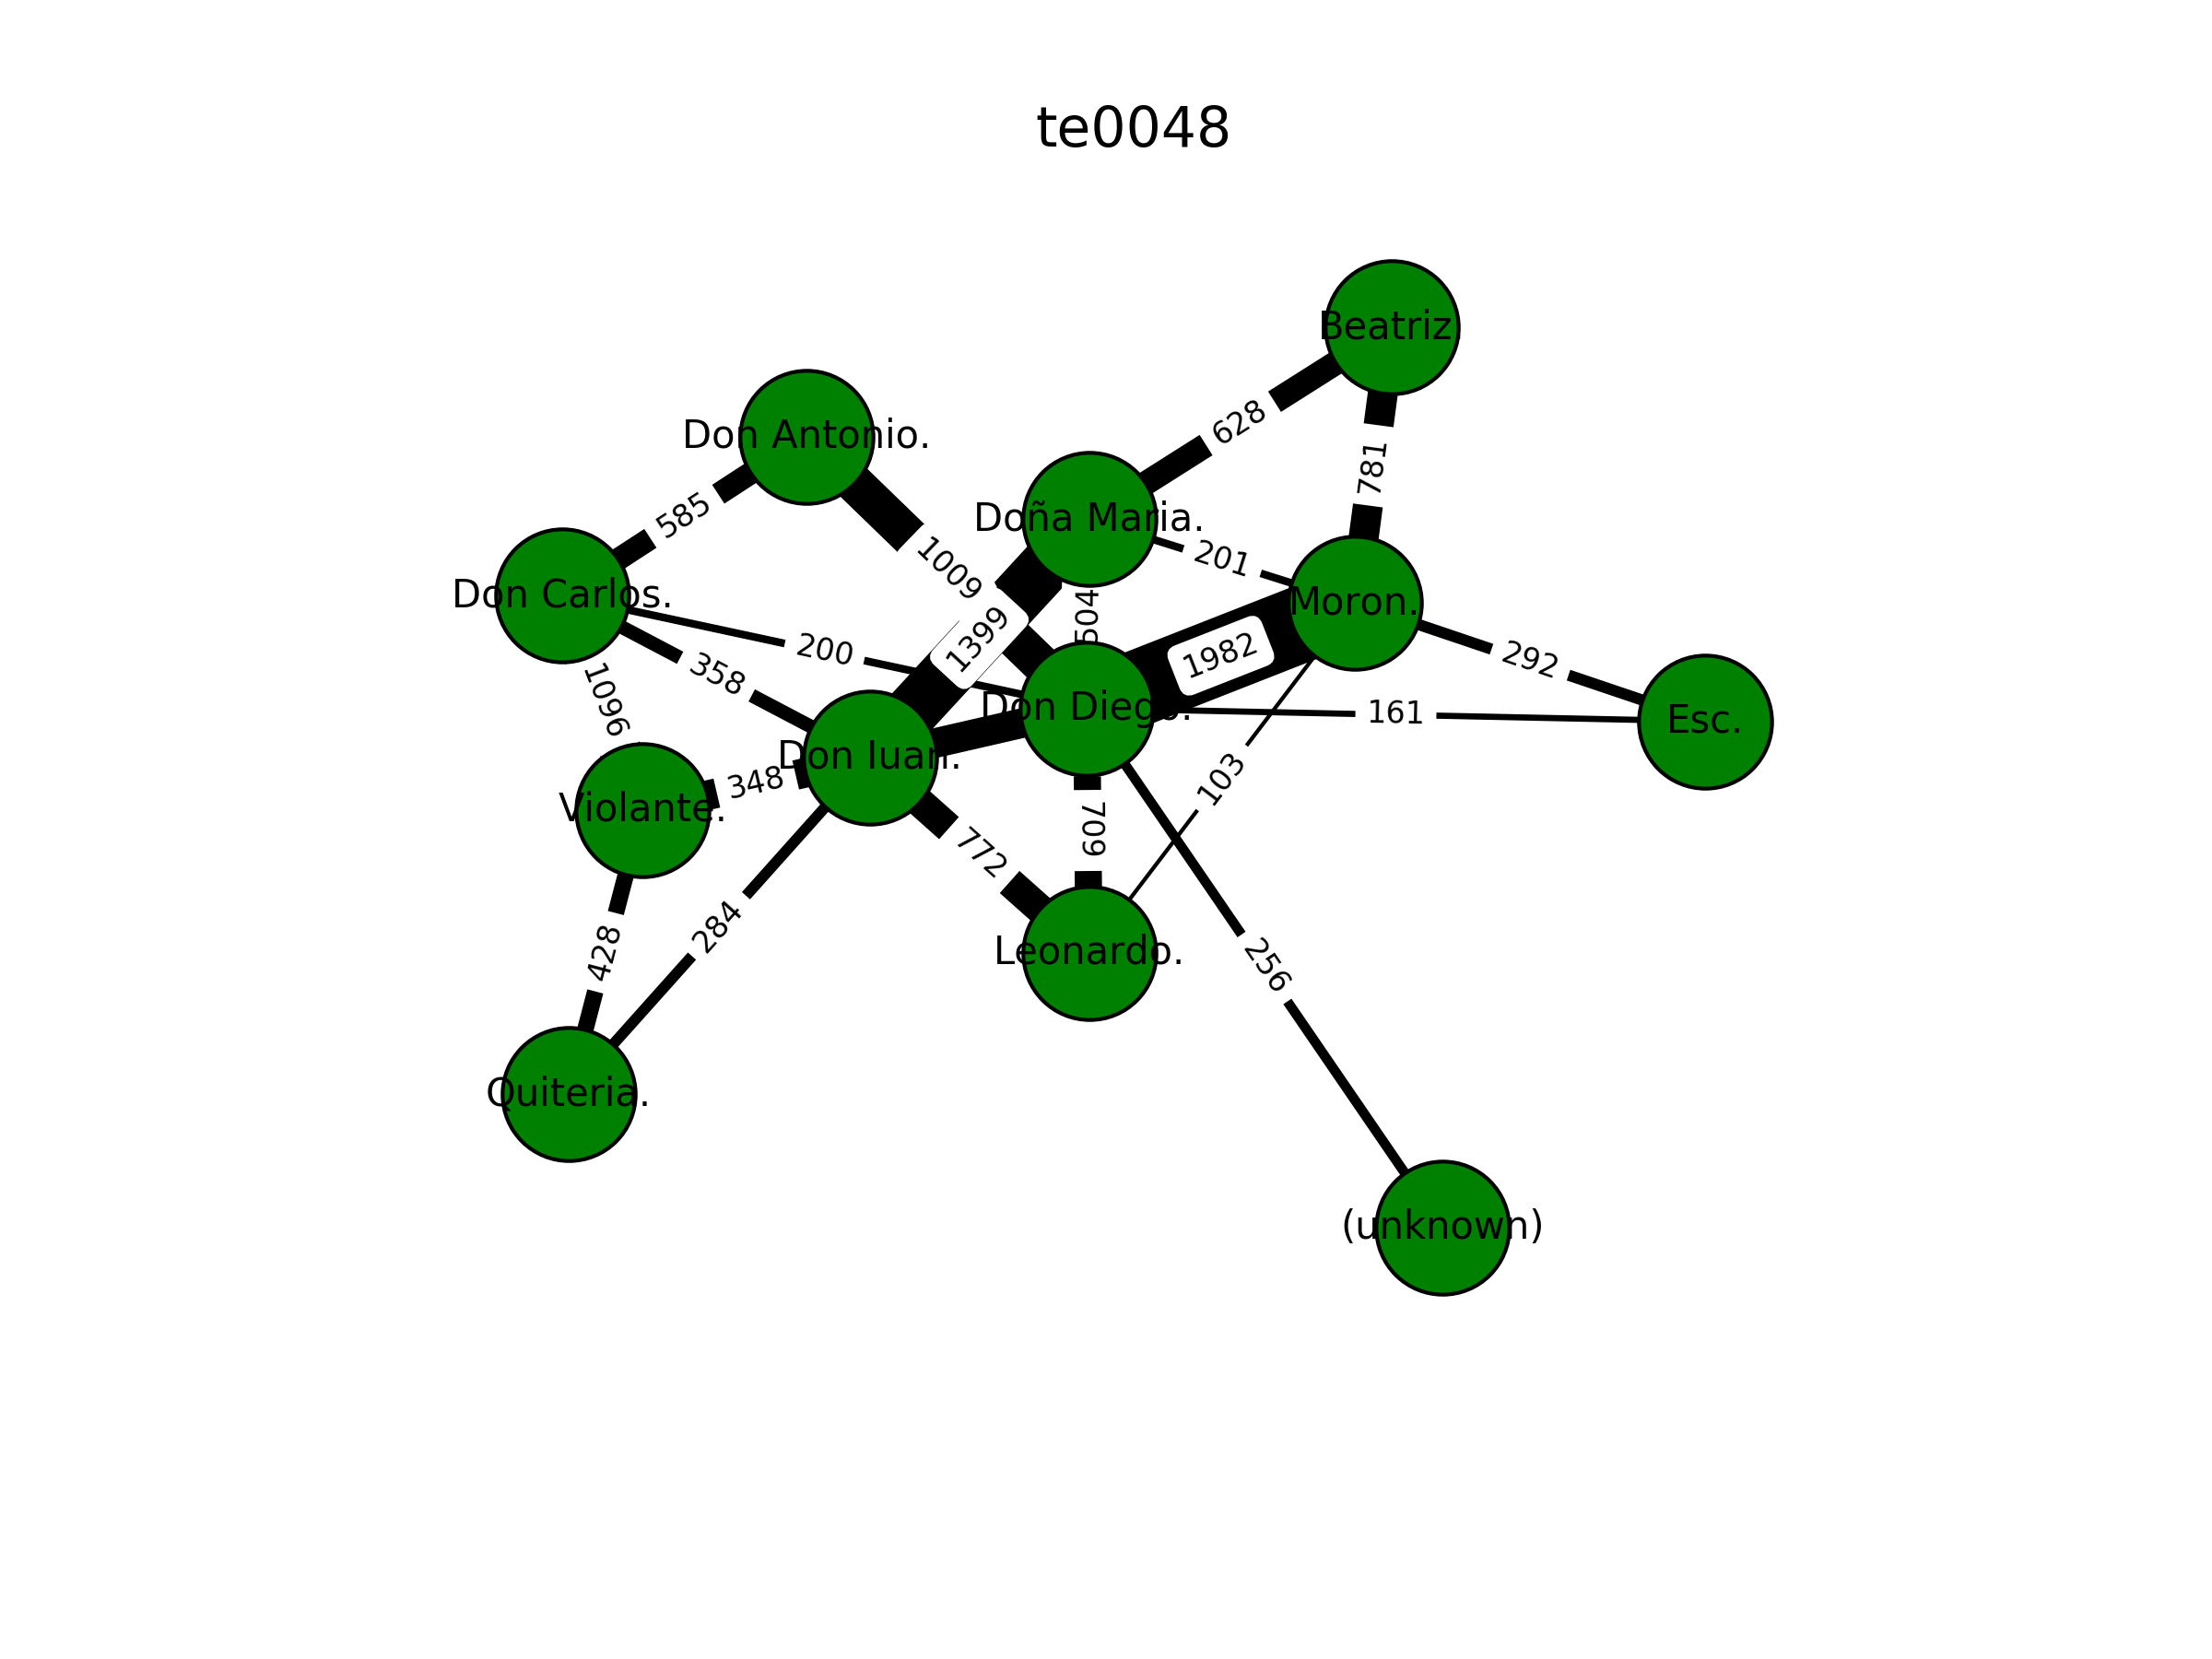 te0048
Beatriz.
628
Don Antonio.
781
585
Doña Maria.
201
1009
Don Carlos.
504
Moron.
1399
200
1982
292
358
1096
Don Diego.
161
Esc.
Don Iuan.
348
Violante.
103
709
772
284
428
Leonardo.
256
Quiteria.
(unknown)